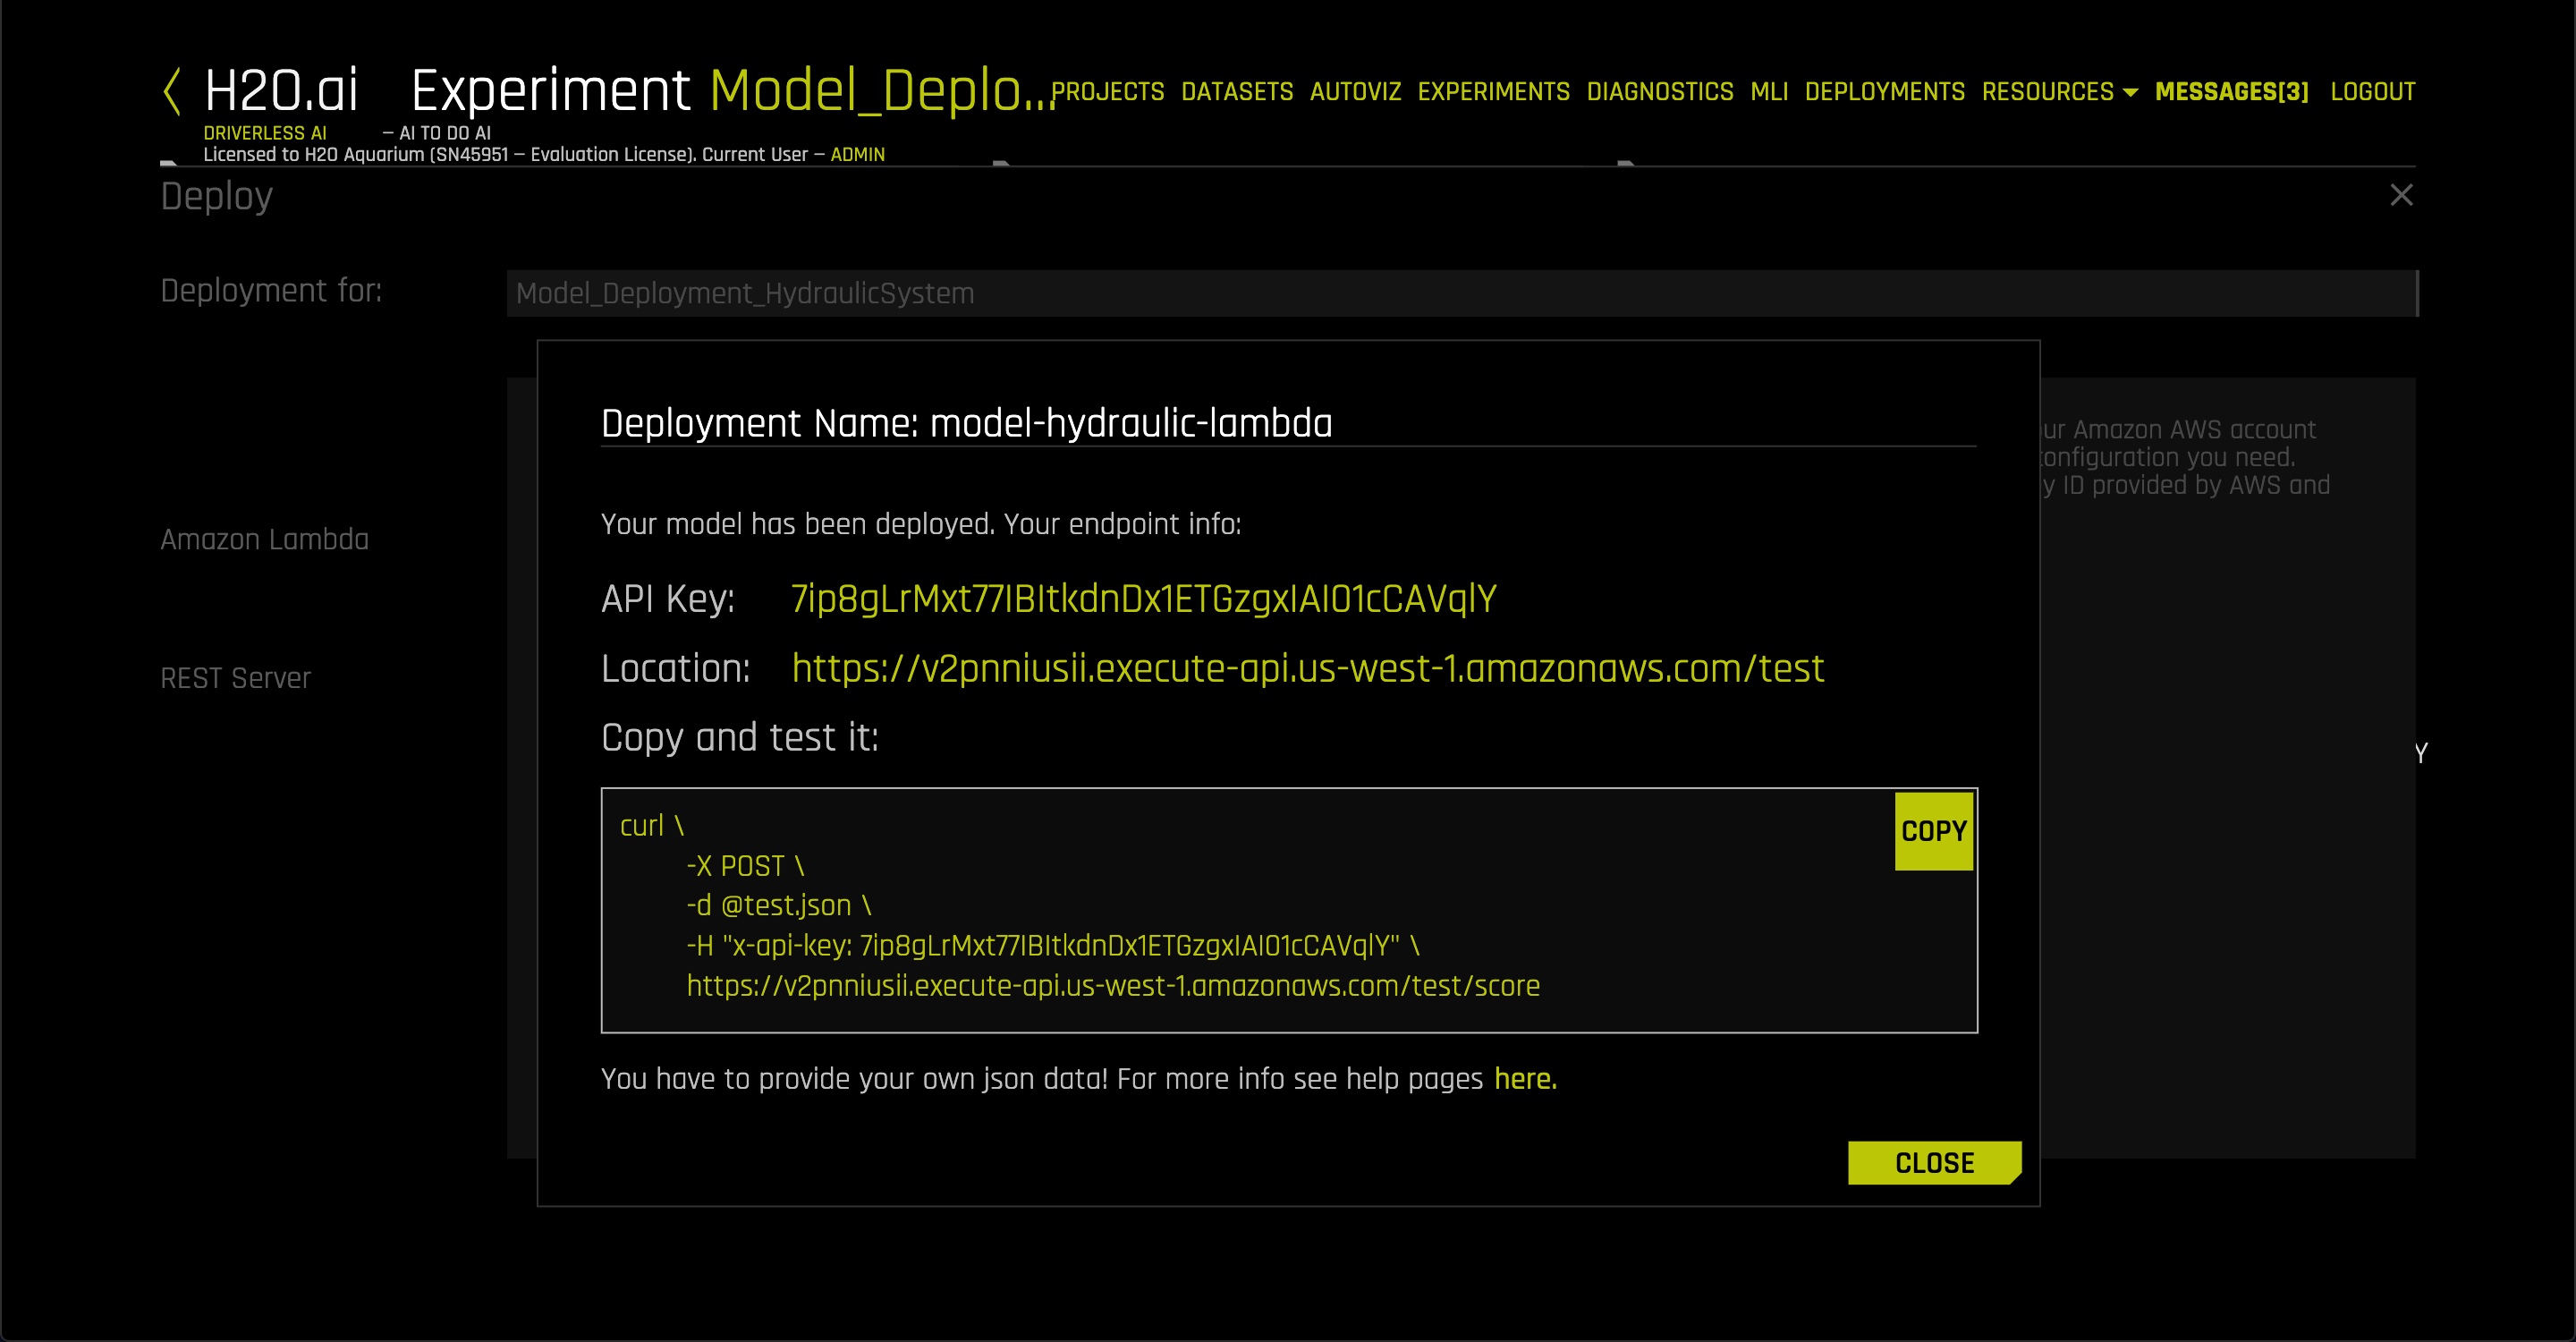 H2O.ai Experiment Model_Deplo...
PROJECTS DATASETS AUTOVIZ EXPERIMENTS DIAGNOSTICS MLI DEPLOYMENTS RESOURCES MESSAGES[3] LOGOUT
DRIVERLESS AI – AI TO DO AI
Licensed to H2O Aquarium (SN45951 – Evaluation License). Current User – ADMIN
Deploy
Deployment for: Model_Deployment_HydraulicSystem
Deployment Name: model-hydraulic-lambda
ur Amazon AWS account
onfiguration you need.
y ID provided by AWS and
Your model has been deployed. Your endpoint info:
Amazon Lambda
API Key: 7ip8gLrMxt77IBItkdnDx1ETGzgxIAI01cCAVqlY
Location: https://v2pnniusii.execute-api.us-west-1.amazonaws.com/test
REST Server
Copy and test it:
Y
curl \
-X POST \
-d @test.json \
-H "x-api-key: 7ip8gLrMxt77IBItkdnDx1ETGzgxIAI01cCAVqlY" \
https://v2pnniusii.execute-api.us-west-1.amazonaws.com/test/score
COPY
You have to provide your own json data! For more info see help pages here.
CLOSE